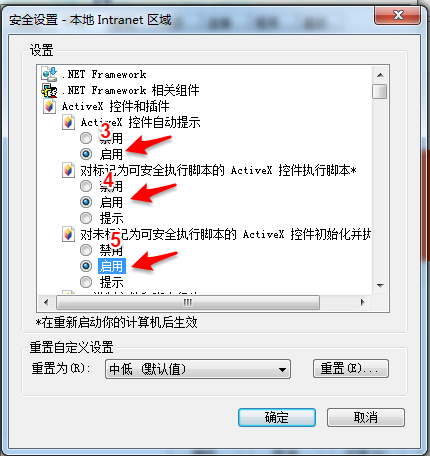 安全设置 - 本地 Intranet 区域
设置
.NET Framework
.NET Framework 相关组件
ActiveX 控件和插件
ActiveX 控件自动提示
3
禁用
启用
对标记为可安全执行脚本的 ActiveX 控件执行脚本*
4
禁用
启用
提示
对未标记为可安全执行脚本的 ActiveX 控件初始化并执
5
禁用
启用
提示
*在重新启动你的计算机后生效
重置自定义设置
重置为(R):
中低 (默认值)
重置(E)...
确定
取消